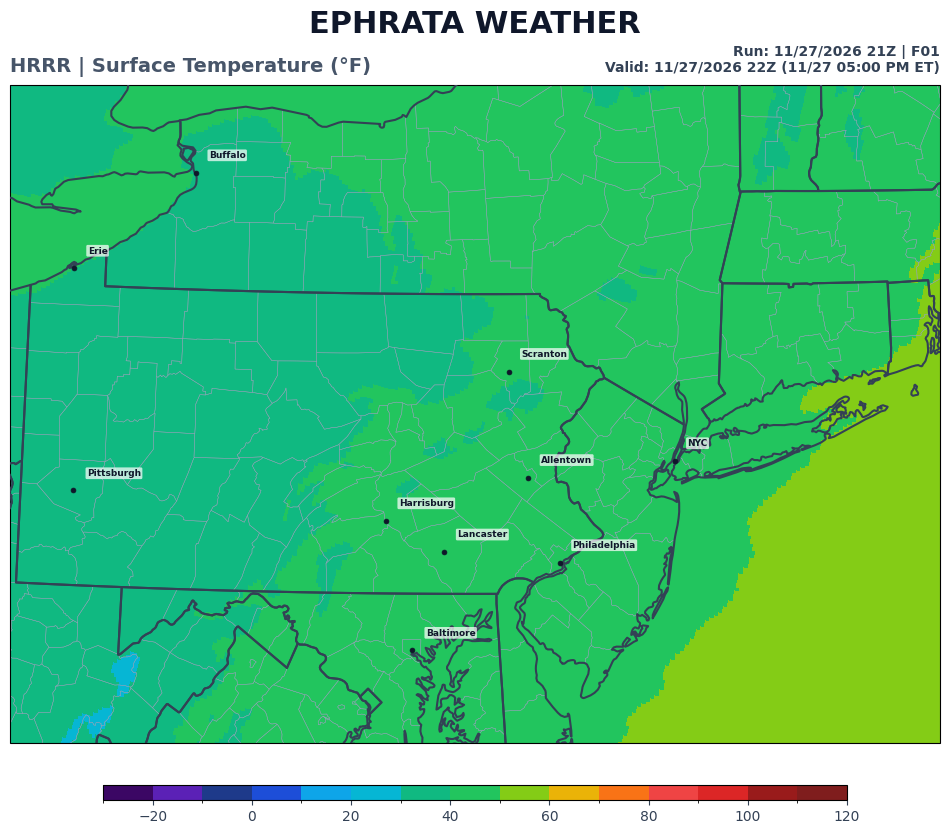 EPHRATA WEATHER
HRRR | Surface Temperature (°F)
Run: 11/27/2026 21Z | F01
Valid: 11/27/2026 22Z (11/27 05:00 PM ET)
Buffalo
Erie
Scranton
NYC
Allentown
Pittsburgh
Harrisburg
Lancaster
Philadelphia
Baltimore
−20 0 20 40 60 80 100 120